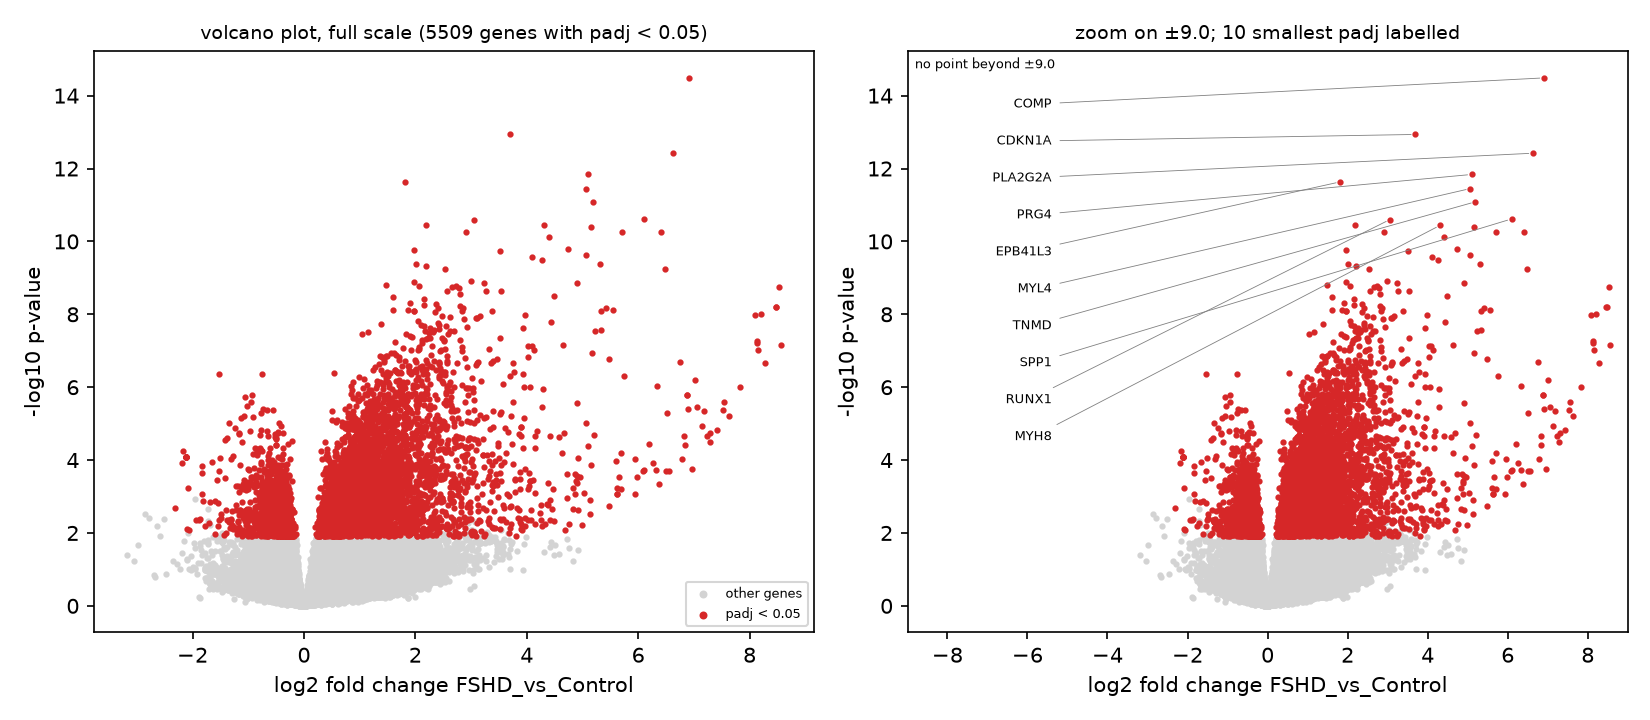 volcano plot, full scale (5509 genes with padj < 0.05)
-log10 p-value
14
12
10
8
6
4
2
0
−2
0
2
4
6
8
log2 fold change FSHD_vs_Control
other genes
padj < 0.05
zoom on ±9.0; 10 smallest padj labelled
no point beyond ±9.0
COMP
CDKN1A
PLA2G2A
PRG4
EPB41L3
MYL4
TNMD
SPP1
RUNX1
MYH8
-log10 p-value
14
12
10
8
6
4
2
0
−8
−6
−4
−2
0
2
4
6
8
log2 fold change FSHD_vs_Control